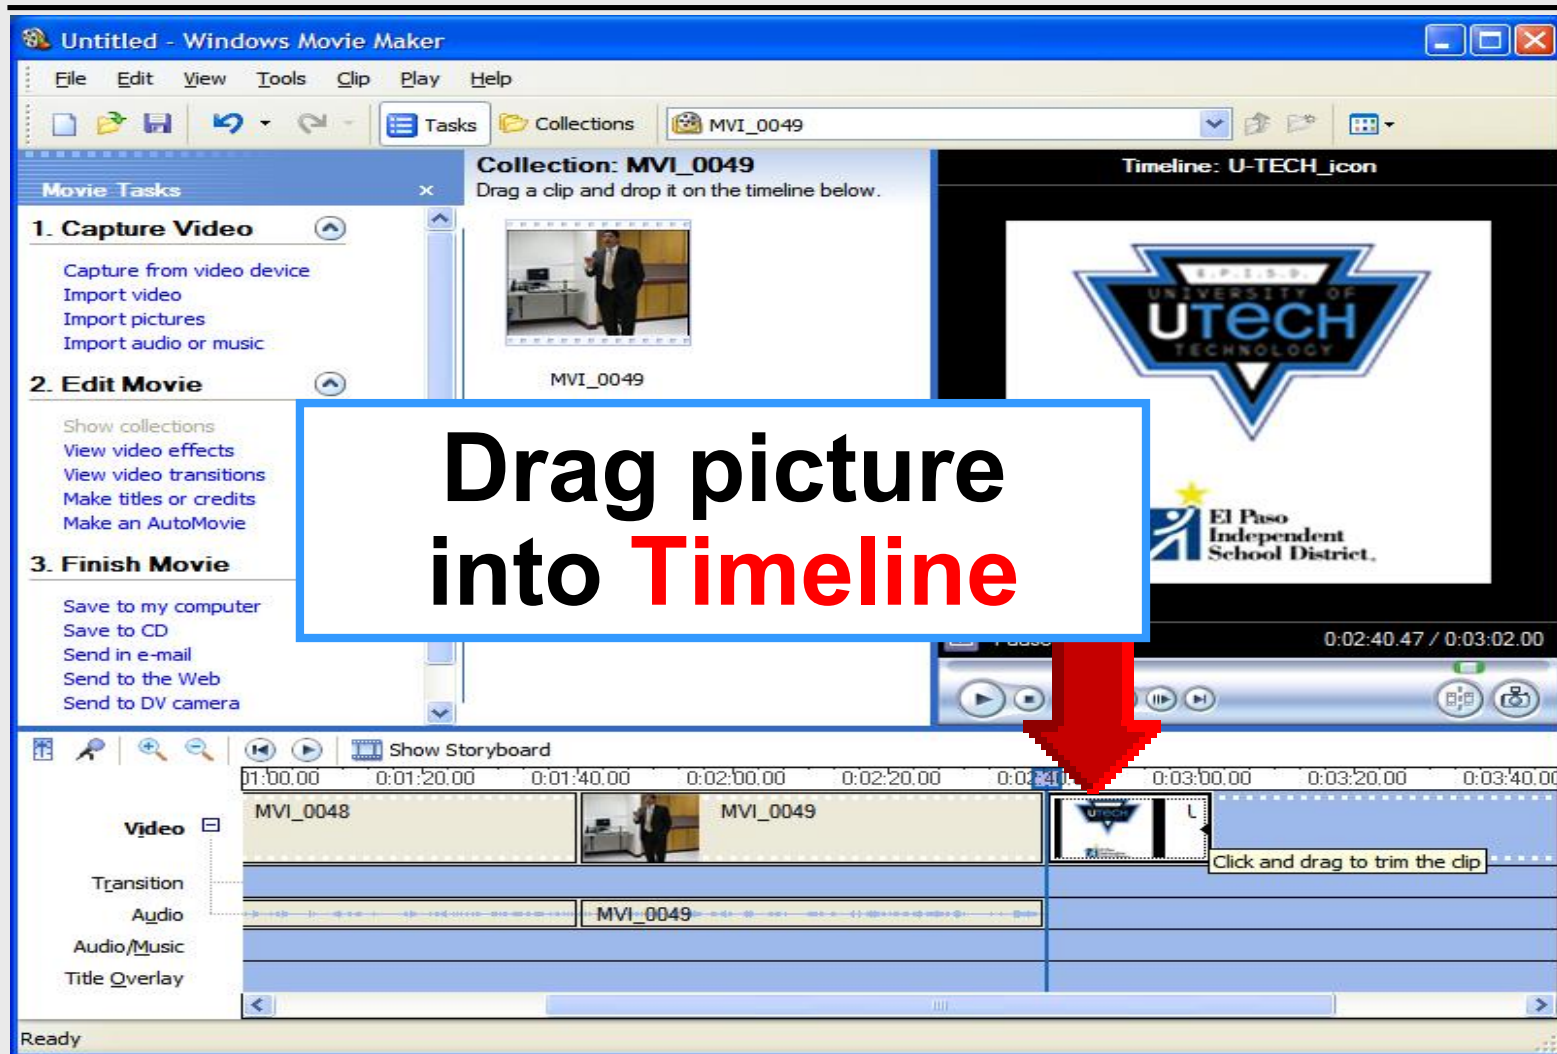 Untitled - Windows Movie Maker
File Edit View Tools Clip Play Help
Tasks Collections MVI_0049
Movie Tasks
1. Capture Video
Capture from video device
Import video
Import pictures
Import audio or music
2. Edit Movie
Show collections
View video effects
View video transitions
Make titles or credits
Make an AutoMovie
3. Finish Movie
Save to my computer
Save to CD
Send in e-mail
Send to the Web
Send to DV camera
Collection: MVI_0049
Drag a clip and drop it on the timeline below.
MVI_0049
Drag picture
into Timeline
Timeline: U-TECH_icon
E.P.I.S.D.
UNIVERSITY OF
UTECH
TECHNOLOGY
El Paso
Independent
School District.
0:02:40.47 / 0:03:02.00
Show Storyboard
01:00.00 0:01:20.00 0:01:40.00 0:02:00.00 0:02:20.00 0:03:00.00 0:03:20.00 0:03:40.00
Video MVI_0048 MVI_0049 UTECH
Click and drag to trim the clip
Transition
Audio MVI_0049
Audio/Music
Title Overlay
Ready